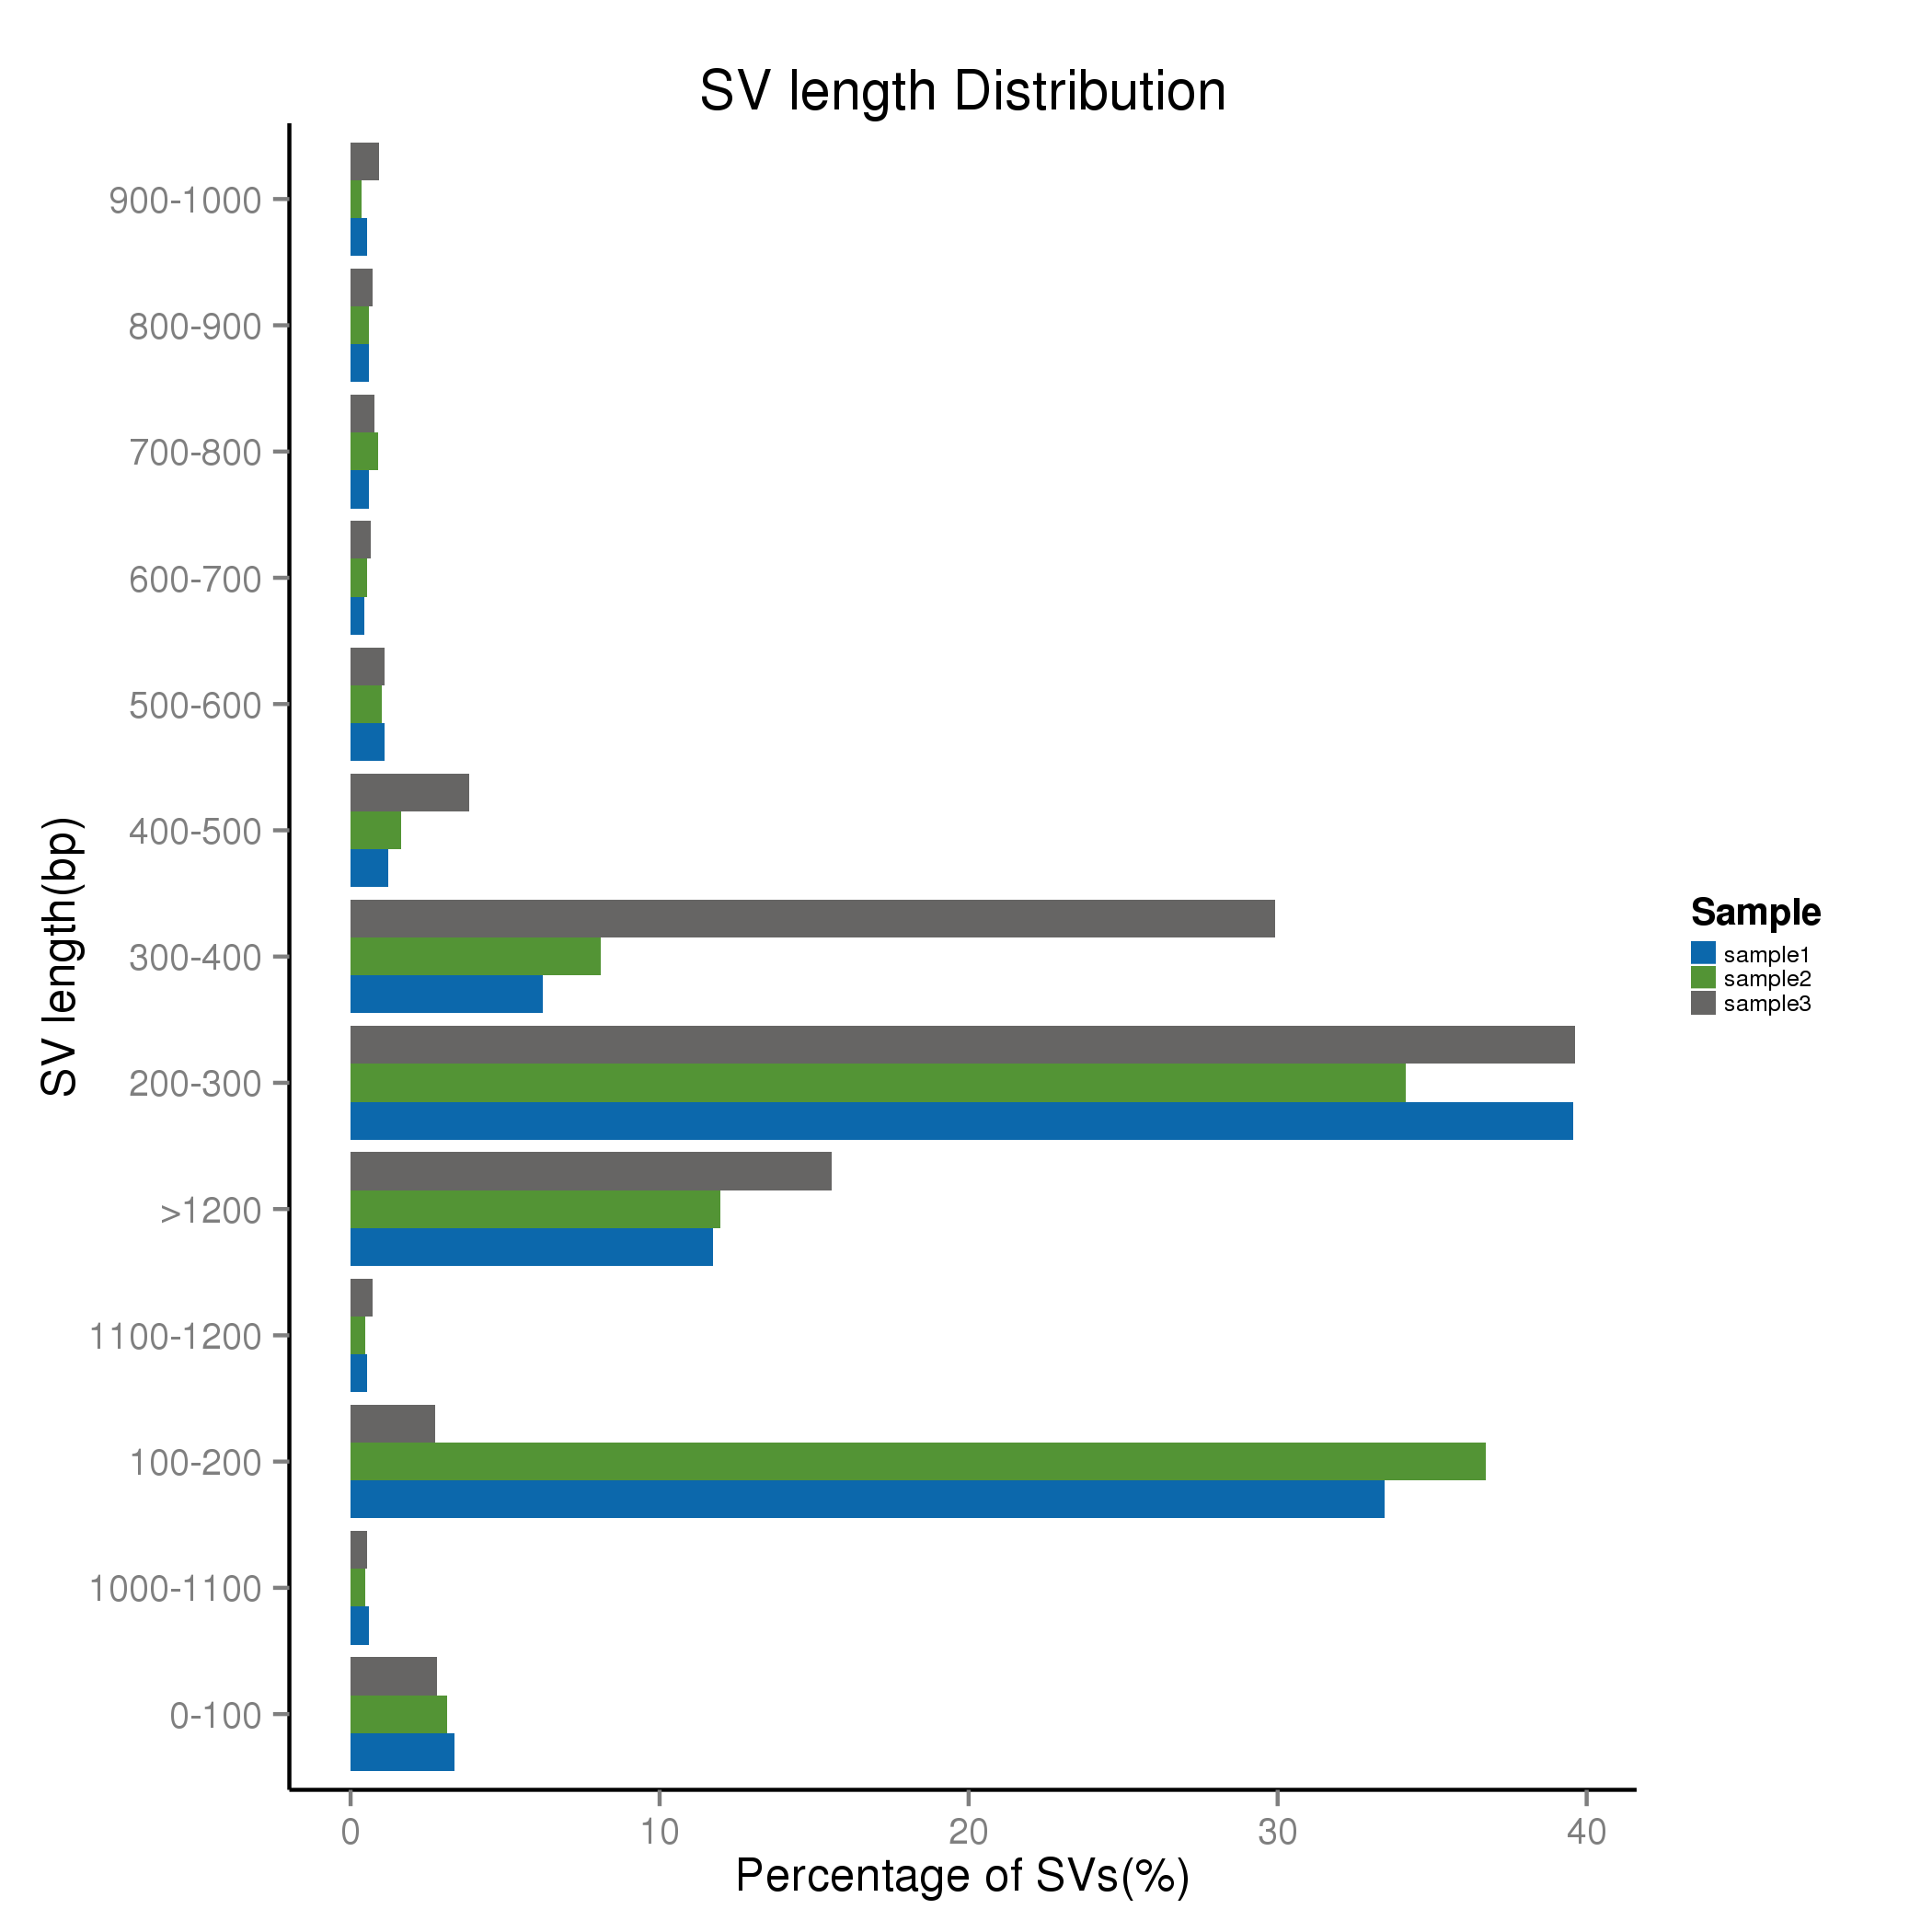 SV length Distribution
900-1000
800-900
700-800
600-700
500-600
400-500
300-400
200-300
>1200
1100-1200
100-200
1000-1100
0-100
SV length(bp)
0 10 20 30 40
Percentage of SVs(%)
Sample
sample1
sample2
sample3